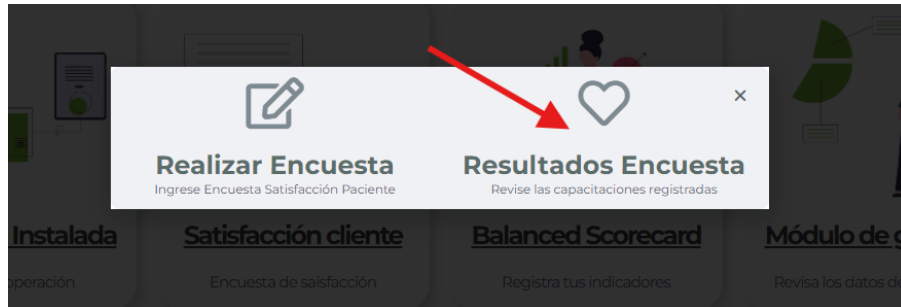 ×
Realizar Encuesta
Ingrese Encuesta Satisfacción Paciente
Resultados Encuesta
Revise las capacitaciones registradas
Instalada
operación
Satisfacción cliente
Encuesta de saisfacción
Balanced Scorecard
Registra tus indicadores
Módulo de g
Revisa los datos de